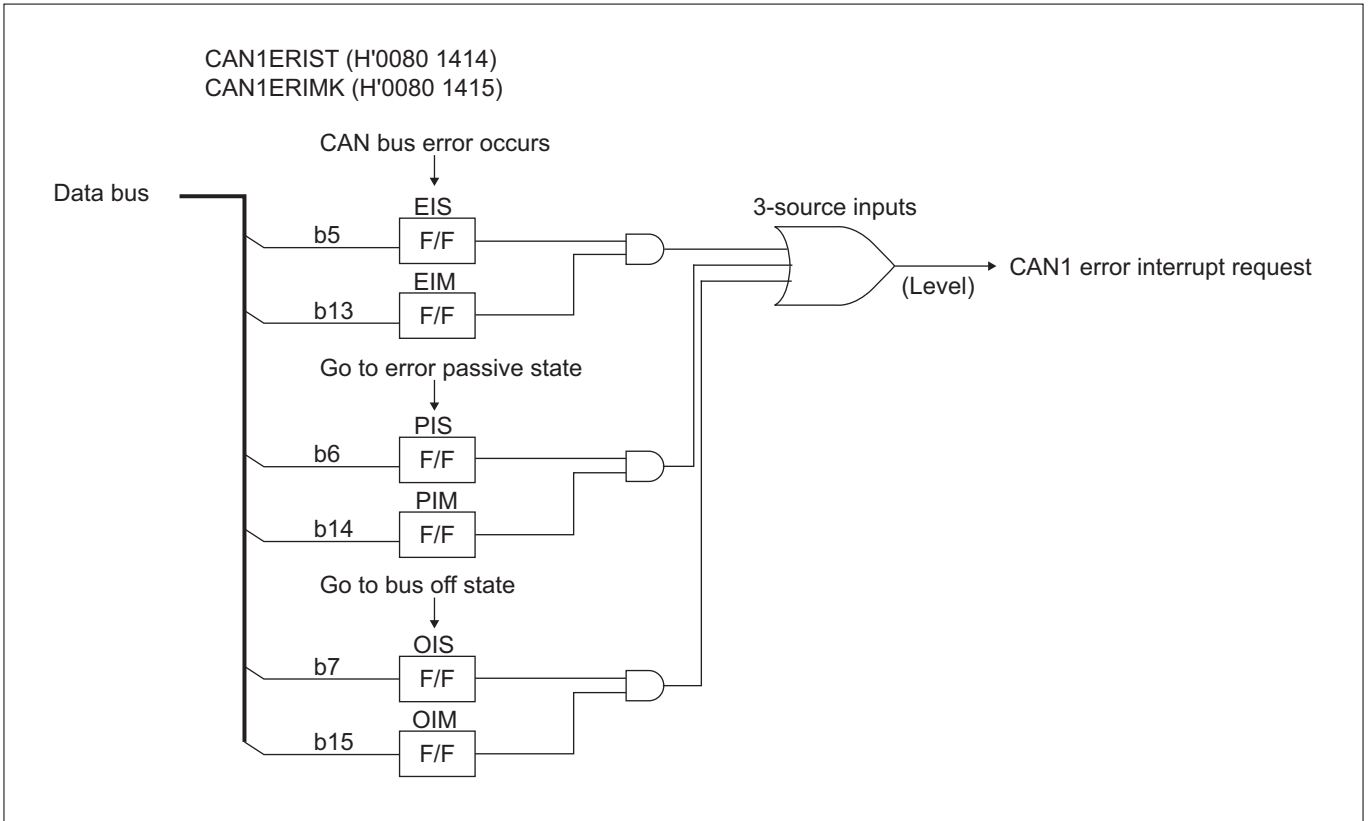 CAN1ERIST (H'0080 1414)
CAN1ERIMK (H'0080 1415)
CAN bus error occurs
Data bus
EIS
3-source inputs
b5
F/F
CAN1 error interrupt request
(Level)
EIM
b13
F/F
Go to error passive state
PIS
b6
F/F
PIM
b14
F/F
Go to bus off state
OIS
b7
F/F
OIM
b15
F/F